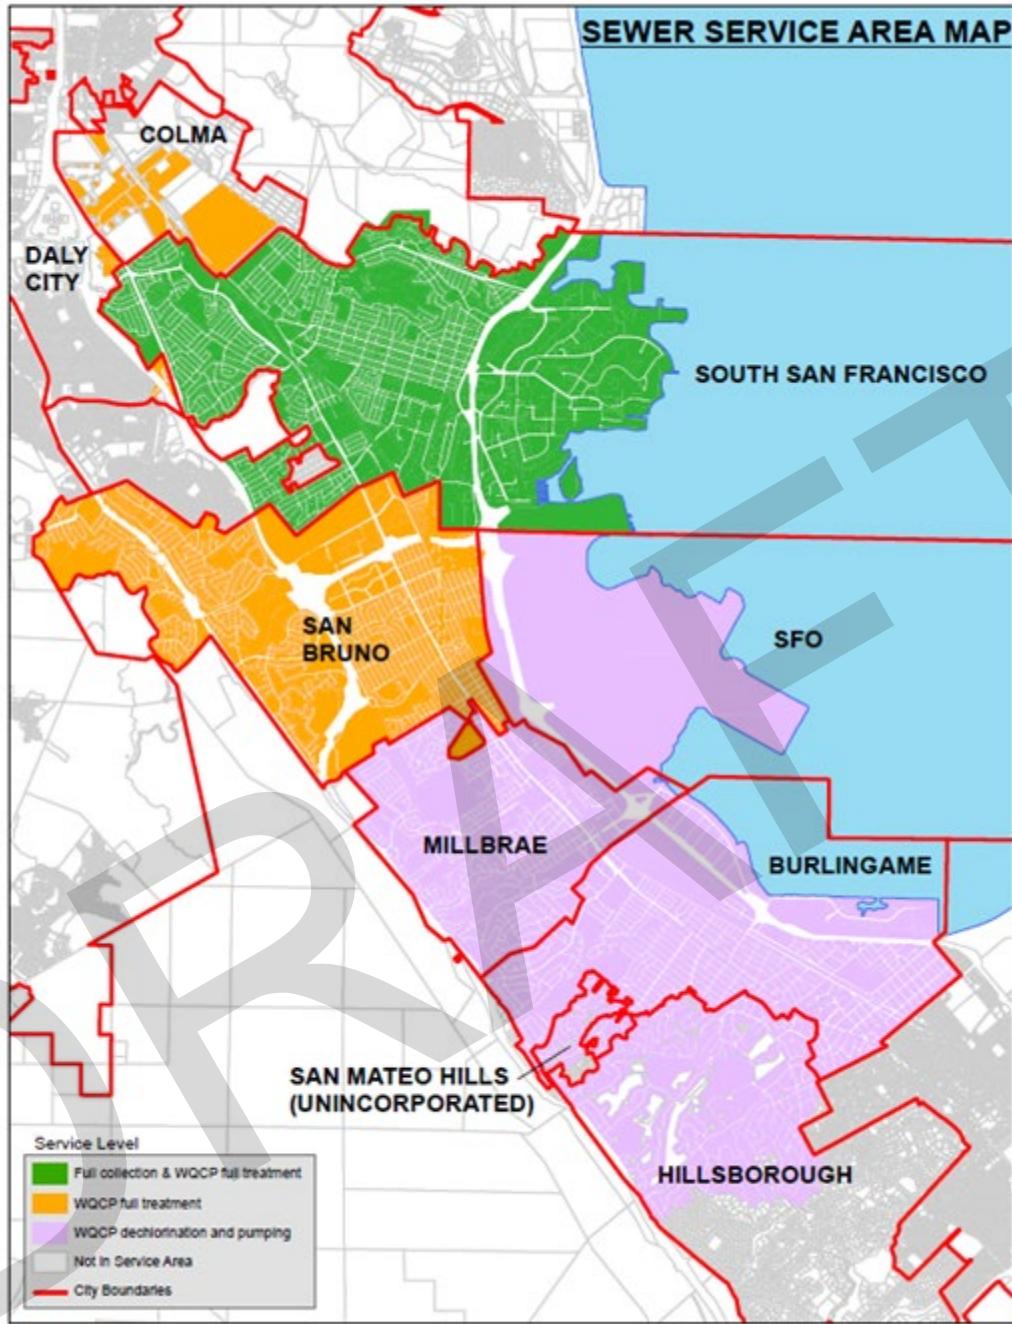 SEWER SERVICE AREA MAP
COLMA
DALY
CITY
SOUTH SAN FRANCISCO
SAN
BRUNO
SFO
MILLBRAE
BURLINGAME
SAN MATEO HILLS
(UNINCORPORATED)
HILLSBOROUGH
Service Level
Full collection & WQCP full treatment
WQCP full treatment
WQCP dechlorination and pumping
Not in Service Area
City Boundaries
DRAFT